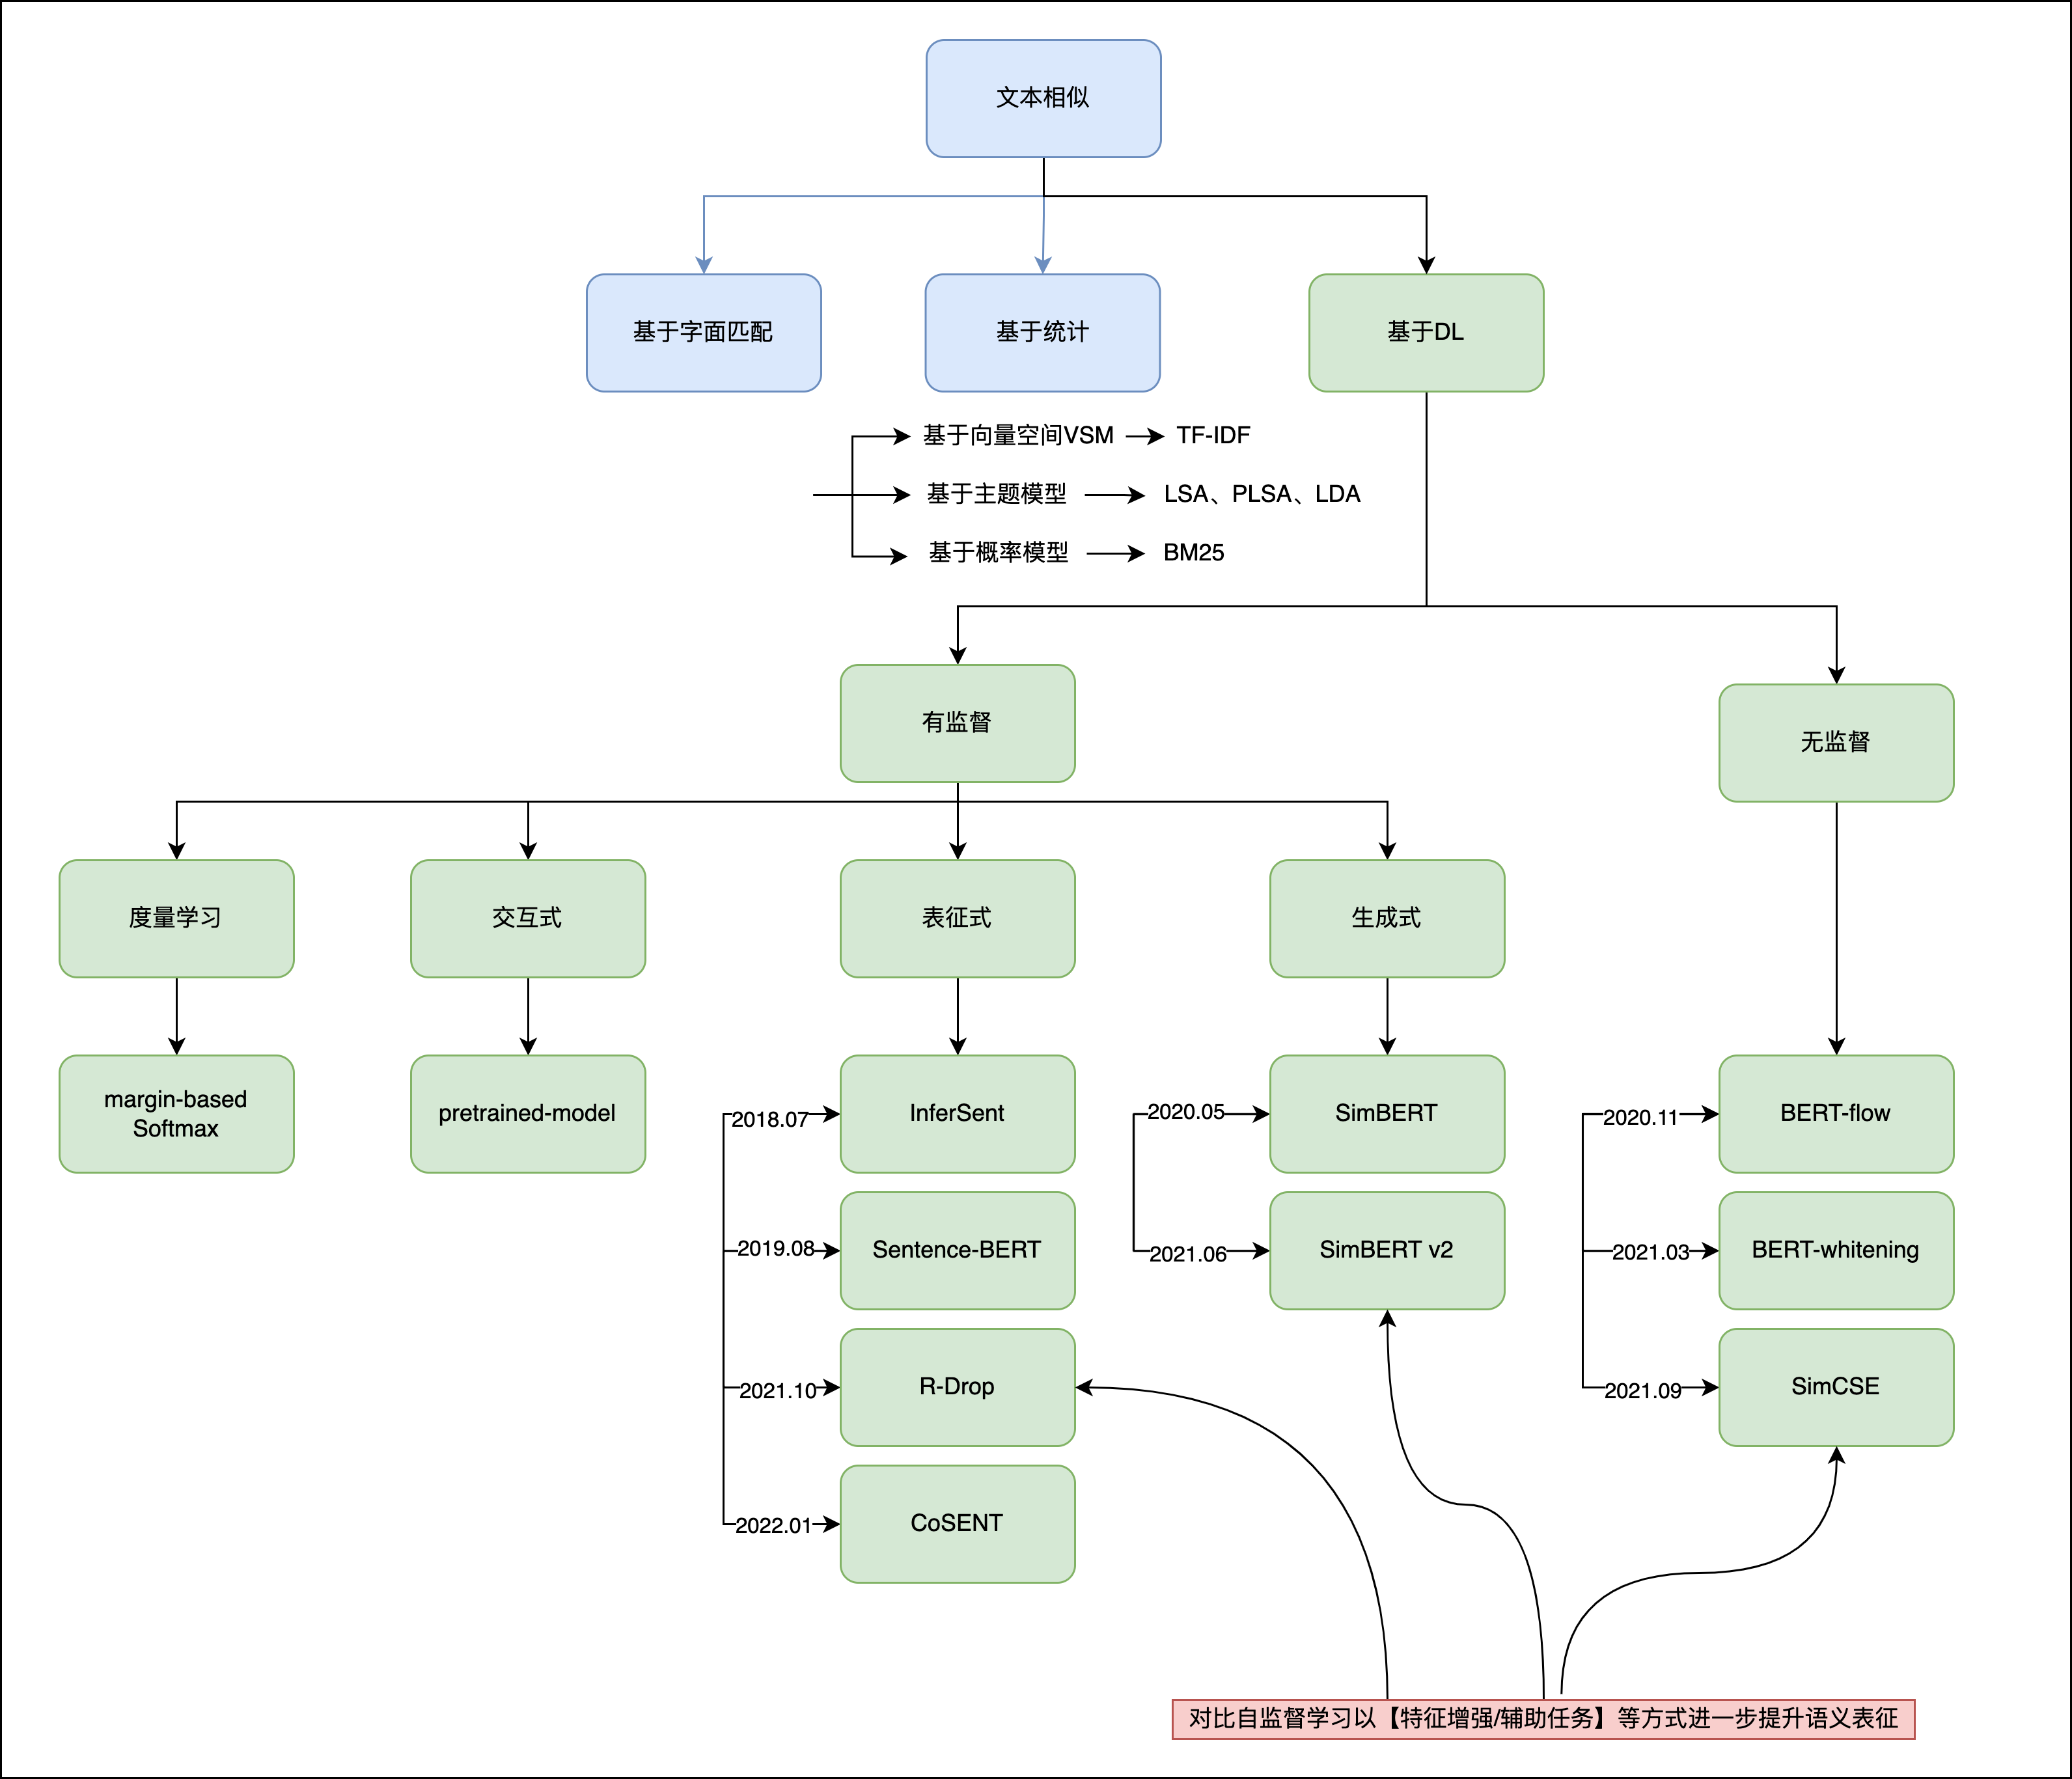 文本相似
基于字面匹配
基于统计
基于DL
基于向量空间VSM
TF-IDF
基于主题模型
LSA、PLSA、LDA
基于概率模型
BM25
有监督
无监督
度量学习
交互式
表征式
生成式
margin-based
Softmax
pretrained-model
2018.07
InferSent
2020.05
SimBERT
2020.11
BERT-flow
2019.08
Sentence-BERT
2021.06
SimBERT v2
2021.03
BERT-whitening
2021.10
R-Drop
2021.09
SimCSE
2022.01
CoSENT
对比自监督学习以【特征增强/辅助任务】等方式进一步提升语义表征